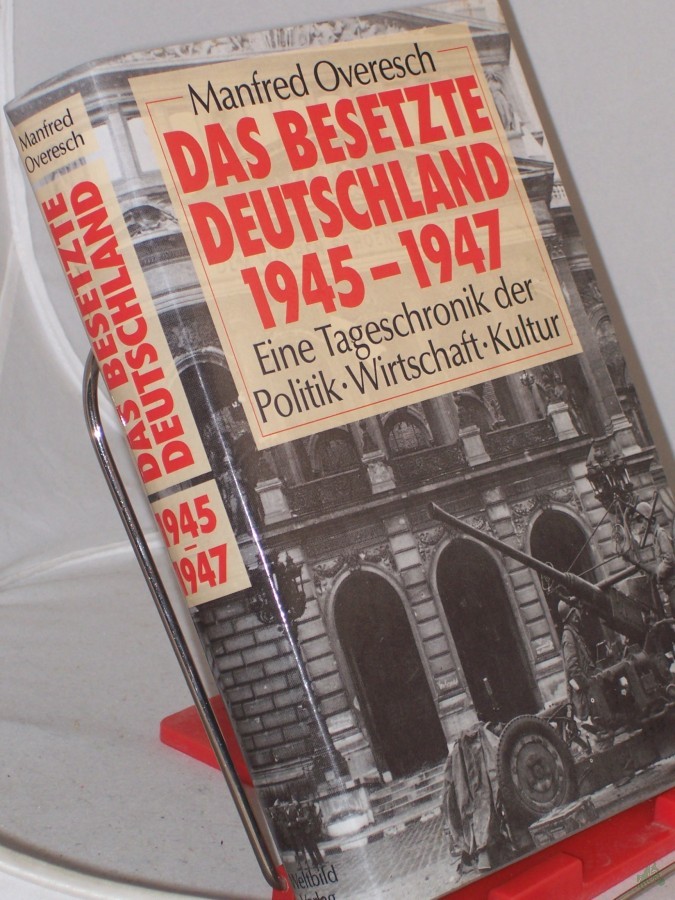 Manfred
Overesch
DAS BESETZTE
DEUTSCHLAND
1945
–
1947
Weltbild
Verlag
Manfred Overesch
DAS BESETZTE
DEUTSCHLAND
1945–1947
Eine Tageschronik der
Politik·Wirtschaft·Kultur